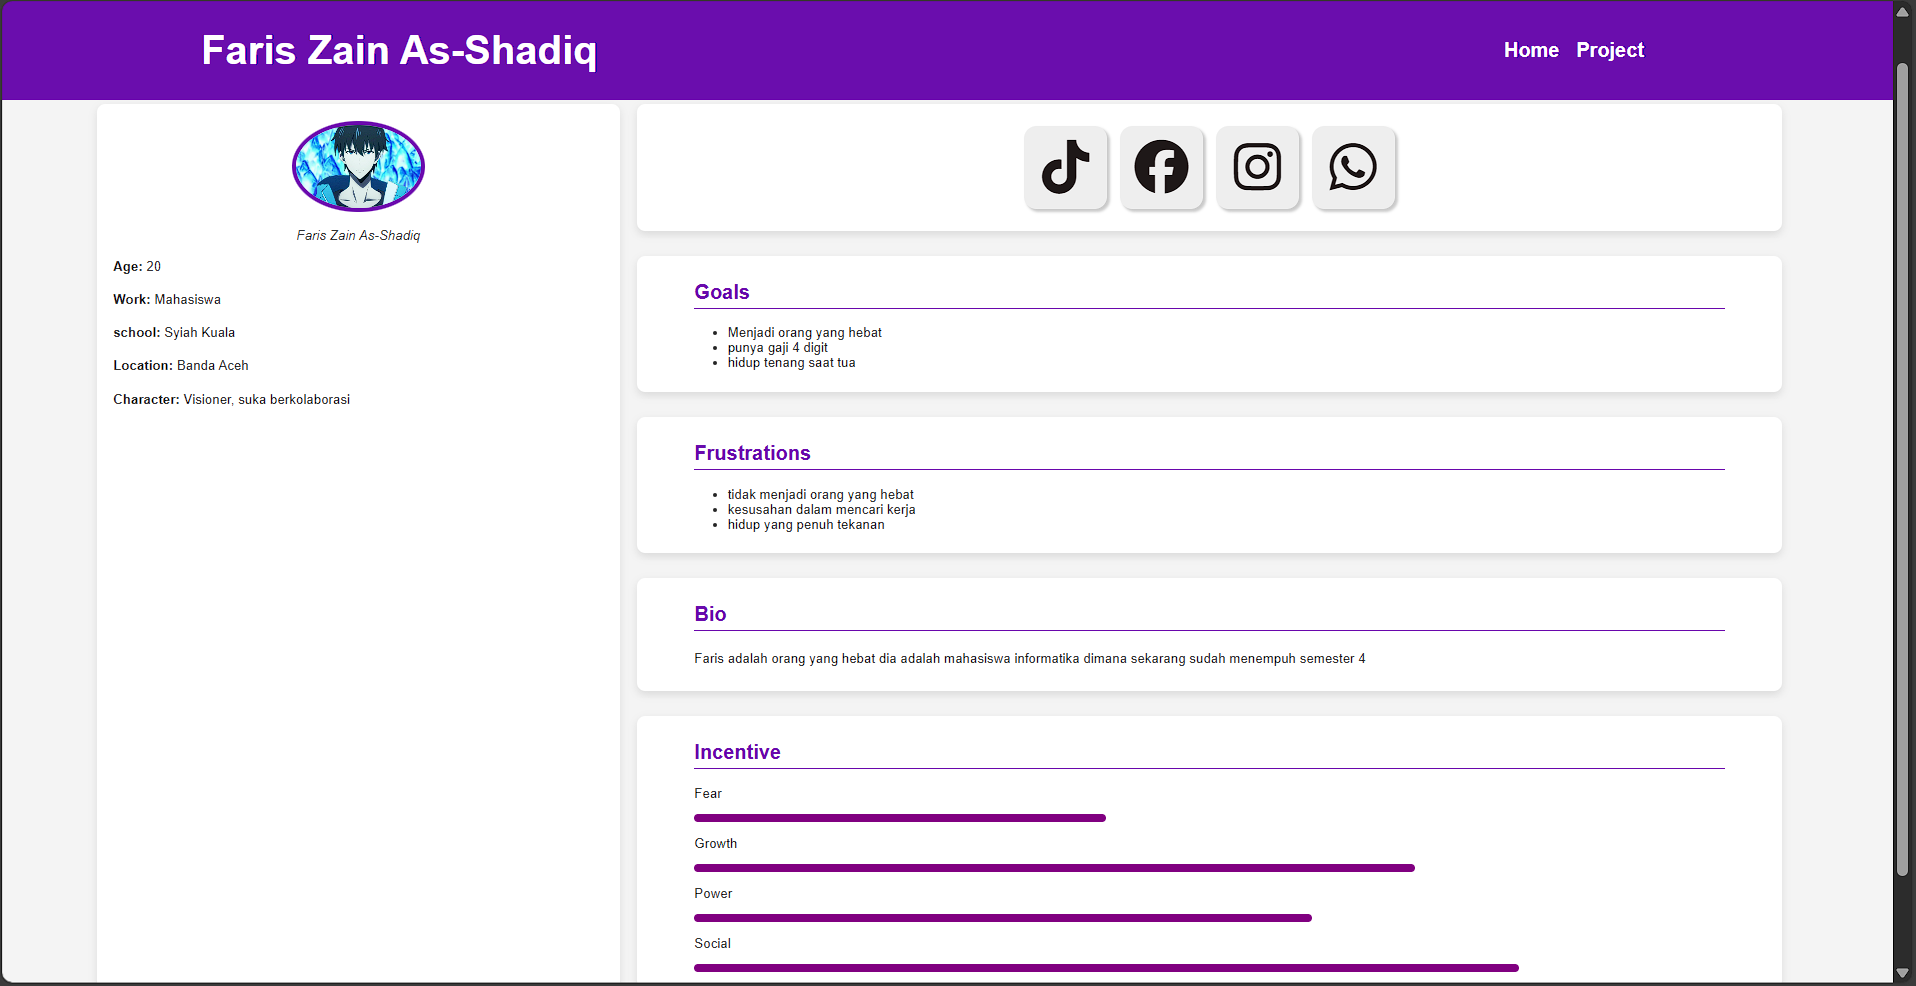 Faris Zain As-Shadiq
Home Project
Faris Zain As-Shadiq
Age: 20
Work: Mahasiswa
school: Syiah Kuala
Location: Banda Aceh
Character: Visioner, suka berkolaborasi
Goals
Menjadi orang yang hebat
punya gaji 4 digit
hidup tenang saat tua
Frustrations
tidak menjadi orang yang hebat
kesusahan dalam mencari kerja
hidup yang penuh tekanan
Bio
Faris adalah orang yang hebat dia adalah mahasiswa informatika dimana sekarang sudah menempuh semester 4
Incentive
Fear
Growth
Power
Social